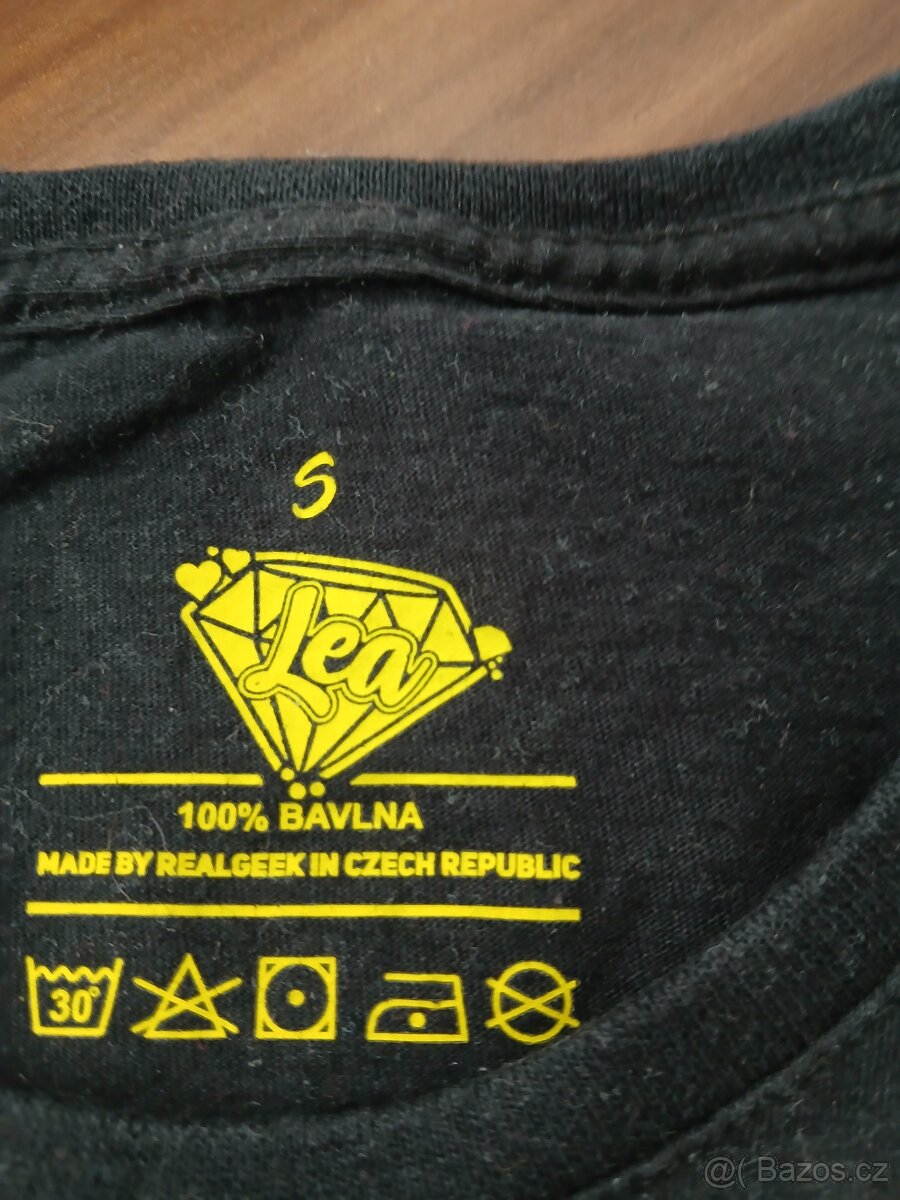 S
Lea
100% BAVLNA
MADE BY REALGEEK IN CZECH REPUBLIC
30°
@( Bazos.cz